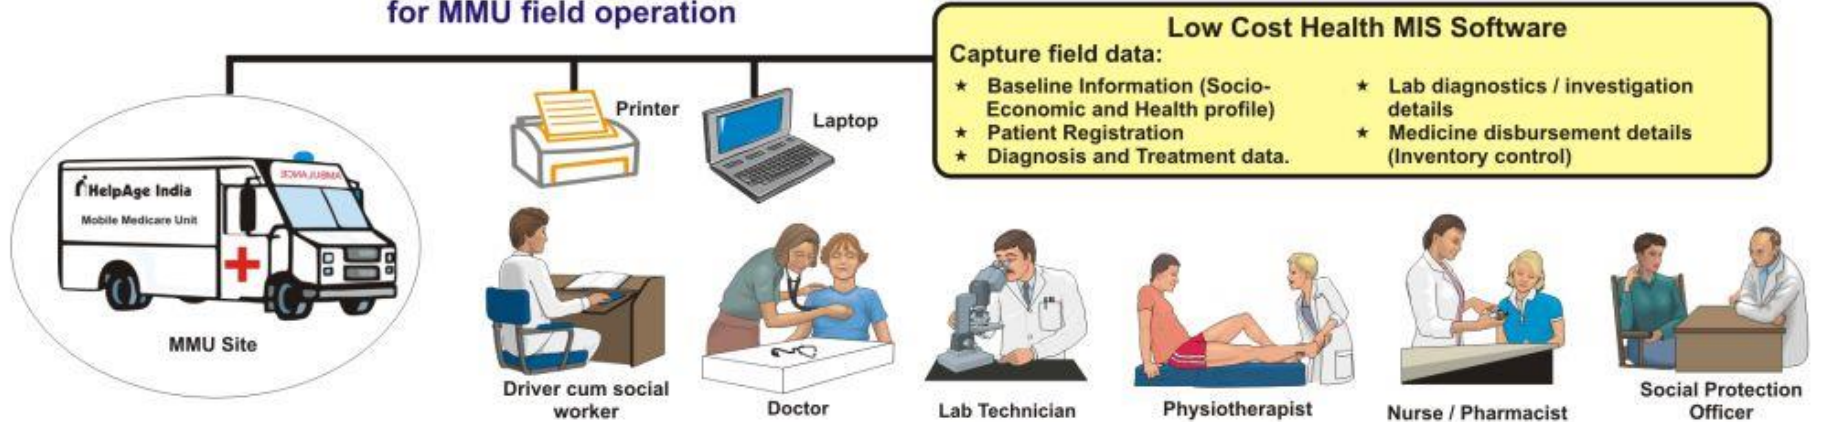 for MMU field operation
Low Cost Health MIS Software
Capture field data:
★ Baseline Information (Socio-
Economic and Health profile)
★ Patient Registration
★ Diagnosis and Treatment data.
★ Lab diagnostics / investigation
details
★ Medicine disbursement details
(Inventory control)
Printer
Laptop
AMBULANCE
HelpAge India
Mobile Medicare Unit
MMU Site
Driver cum social
worker
Doctor
Lab Technician
Physiotherapist
Nurse / Pharmacist
Social Protection
Officer